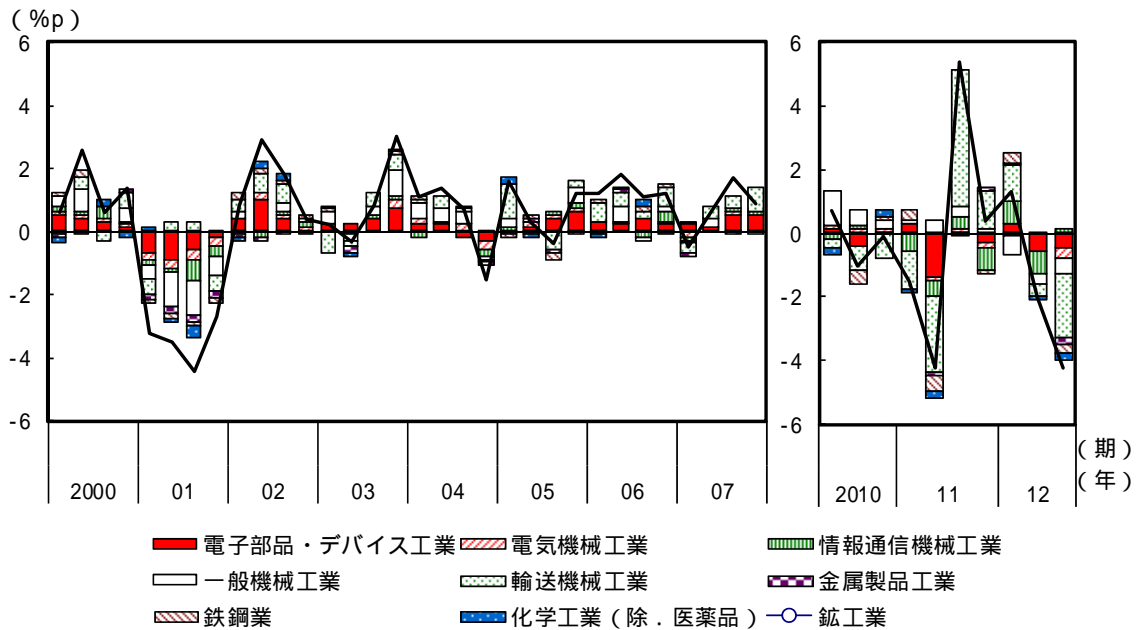 (%p)
6 6
4 4
2 2
0 0
-2 -2
-4 -4
-6 -6
(期)
2000 01 02 03 04 05 06 07 2010 11 12 (年)
電子部品・デバイス工業 電気機械工業 情報通信機械工業
一般機械工業 輸送機械工業 金属製品工業
鉄鋼業 化学工業(除.医薬品) 鉱工業